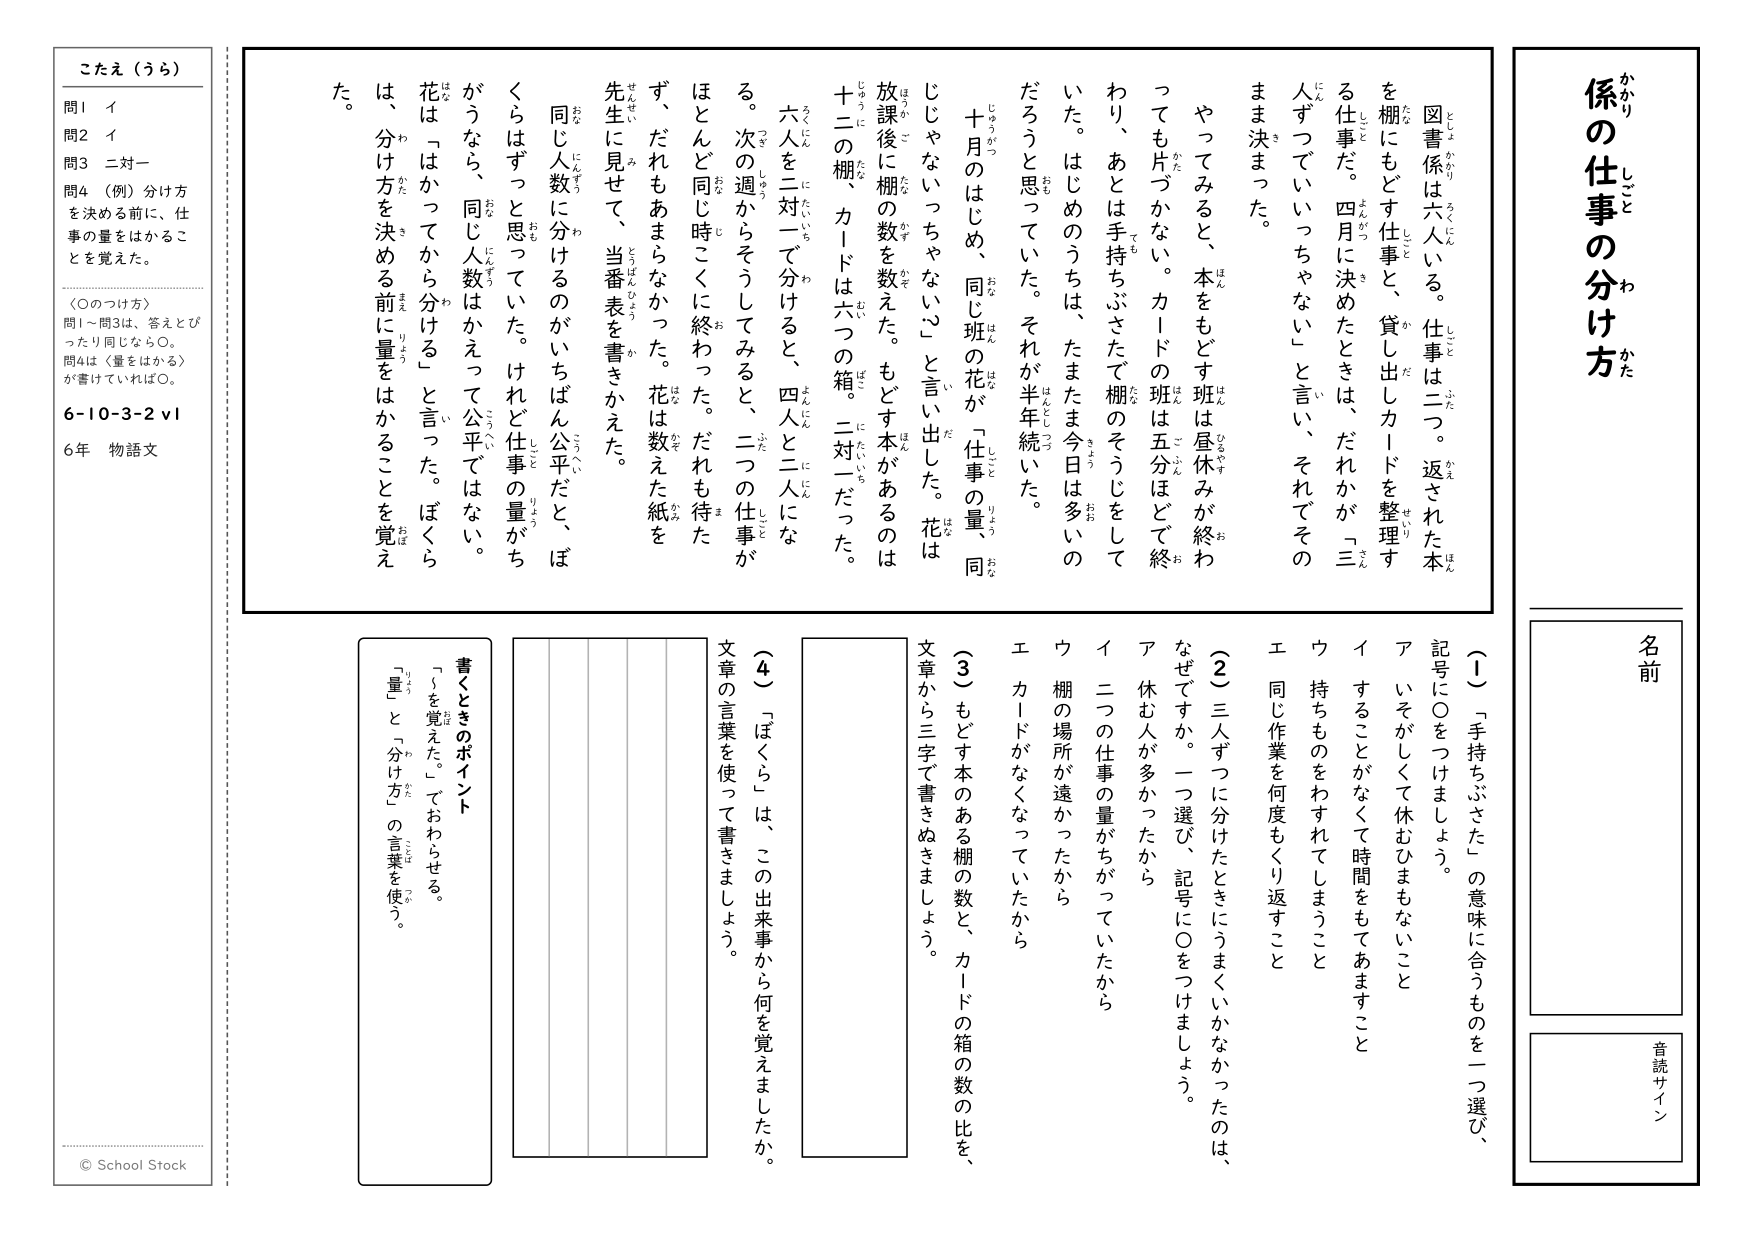 係の仕事の分け方
名前
音読サイン
図書係は六人いる。仕事は二つ。返された本
を棚にもどす仕事と、貸し出しカードを整理す
る仕事だ。四月に決めたときは、だれかが「三
人ずつでいいっちゃない」と言い、それでその
まま決まった。
やってみると、本をもどす班は昼休みが終わ
っても片づかない。カードの班は五分ほどで終
わり、あとは手持ちぶさたで棚のそうじをして
いた。はじめのうちは、たまたま今日は多いの
だろうと思っていた。それが半年続いた。
十月のはじめ、同じ班の花が「仕事の量、同
じじゃないっちゃない?」と言い出した。花は
放課後に棚の数を数えた。もどす本があるのは
十二の棚、カードは六つの箱。二対一だった。
六人を二対一で分けると、四人と二人にな
る。次の週からそうしてみると、二つの仕事が
ほとんど同じ時こくに終わった。だれも待た
ず、だれもあまらなかった。花は数えた紙を
先生に見せて、当番表を書きかえた。
同じ人数に分けるのがいちばん公平だと、ぼ
くらはずっと思っていた。けれど仕事の量がち
がうなら、同じ人数はかえって公平ではない。
花は「はかってから分ける」と言った。ぼくら
は、分け方を決める前に量をはかることを覚え
た。
(1)「手持ちぶさた」の意味に合うものを一つ選び、
記号に〇をつけましょう。
ア いそがしくて休むひまもないこと
イ することがなくて時間をもてあますこと
ウ 持ちものをわすれてしまうこと
エ 同じ作業を何度もくり返すこと
(2)三人ずつに分けたときにうまくいかなかったのは、
なぜですか。一つ選び、記号に〇をつけましょう。
ア 休む人が多かったから
イ 二つの仕事の量がちがっていたから
ウ 棚の場所が遠かったから
エ カードがなくなっていたから
(3)もどす本のある棚の数と、カードの箱の数の比を、
文章から三字で書きぬきましょう。
(4)「ぼくら」は、この出来事から何を覚えましたか。
文章の言葉を使って書きましょう。
書くときのポイント
「〜を覚えた。」でおわらせる。
「量」と「分け方」の言葉を使う。
こたえ(うら)
問1 イ
問2 イ
問3 二対一
問4 (例)分け方
を決める前に、仕
事の量をはかるこ
とを覚えた。
〈〇のつけ方〉
問1〜問3は、答えとぴ
ったり同じなら〇。
問4は〈量をはかる〉
が書けていれば〇。
6-10-3-2 v1
6年 物語文
© School Stock